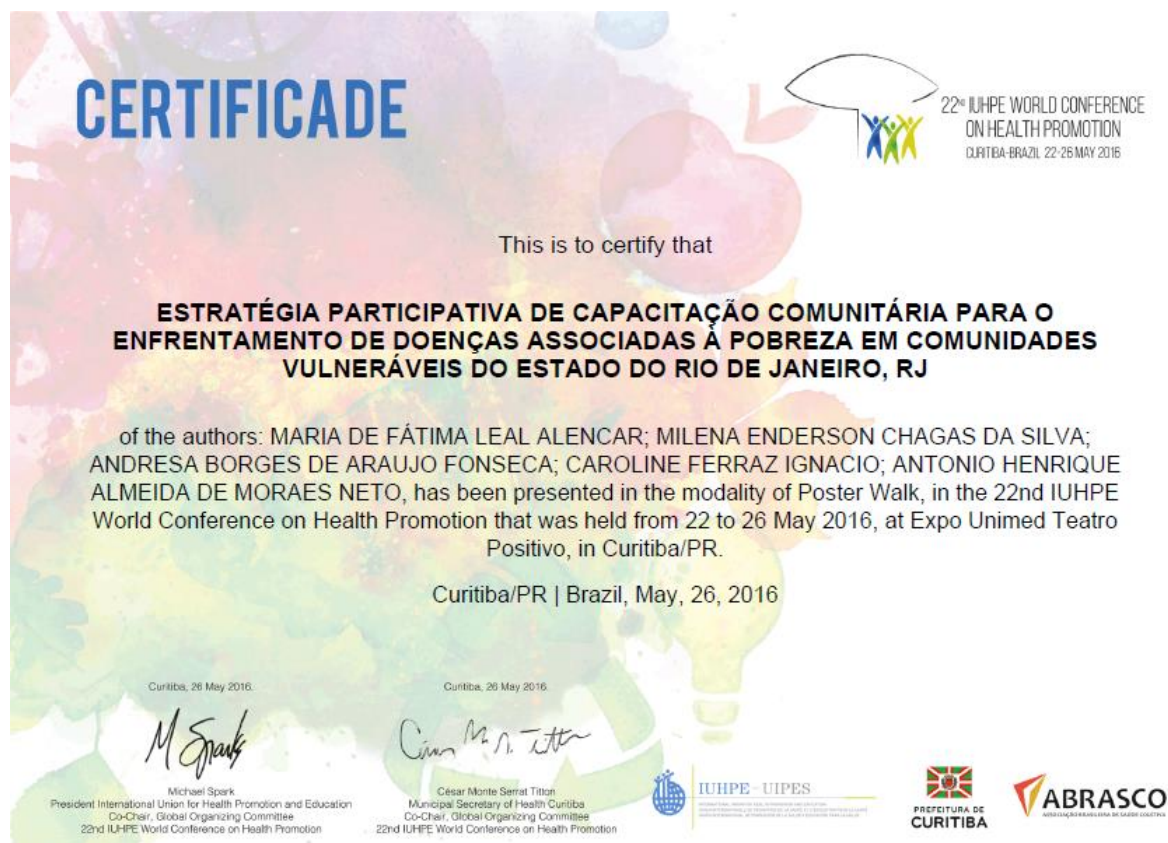 CERTIFICADE
22nd IUHPE WORLD CONFERENCE
ON HEALTH PROMOTION
CURITIBA-BRAZIL 22-26 MAY 2016
This is to certify that
ESTRATÉGIA PARTICIPATIVA DE CAPACITAÇÃO COMUNITÁRIA PARA O
ENFRENTAMENTO DE DOENÇAS ASSOCIADAS À POBREZA EM COMUNIDADES
VULNERÁVEIS DO ESTADO DO RIO DE JANEIRO, RJ
of the authors: MARIA DE FÁTIMA LEAL ALENCAR; MILENA ENDERSON CHAGAS DA SILVA;
ANDRESA BORGES DE ARAUJO FONSECA; CAROLINE FERRAZ IGNACIO; ANTONIO HENRIQUE
ALMEIDA DE MORAES NETO, has been presented in the modality of Poster Walk, in the 22nd IUHPE
World Conference on Health Promotion that was held from 22 to 26 May 2016, at Expo Unimed Teatro
Positivo, in Curitiba/PR.
Curitiba/PR | Brazil, May, 26, 2016
Curitiba, 26 May 2016.
M Spark
Michael Spark
President International Union for Health Promotion and Education
Co-Chair, Global Organizing Committee
22nd IUHPE World Conference on Health Promotion
Curitiba, 26 May 2016.
César Monte Serrat Titton
Municipal Secretary of Health Curitiba
Co-Chair, Global Organizing Committee
22nd IUHPE World Conference on Health Promotion
IUHPE - UIPES
PREFEITURA DE
CURITIBA
ABRASCO
ASSOCIAÇÃO BRASILEIRA DE SAÚDE COLETIVA